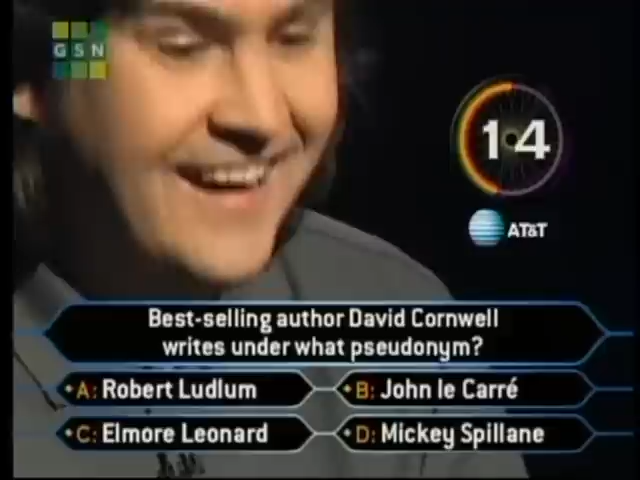 GSN
14
AT&T
Best-selling author David Cornwell
writes under what pseudonym?
A: Robert Ludlum
B: John le Carré
C: Elmore Leonard
D: Mickey Spillane